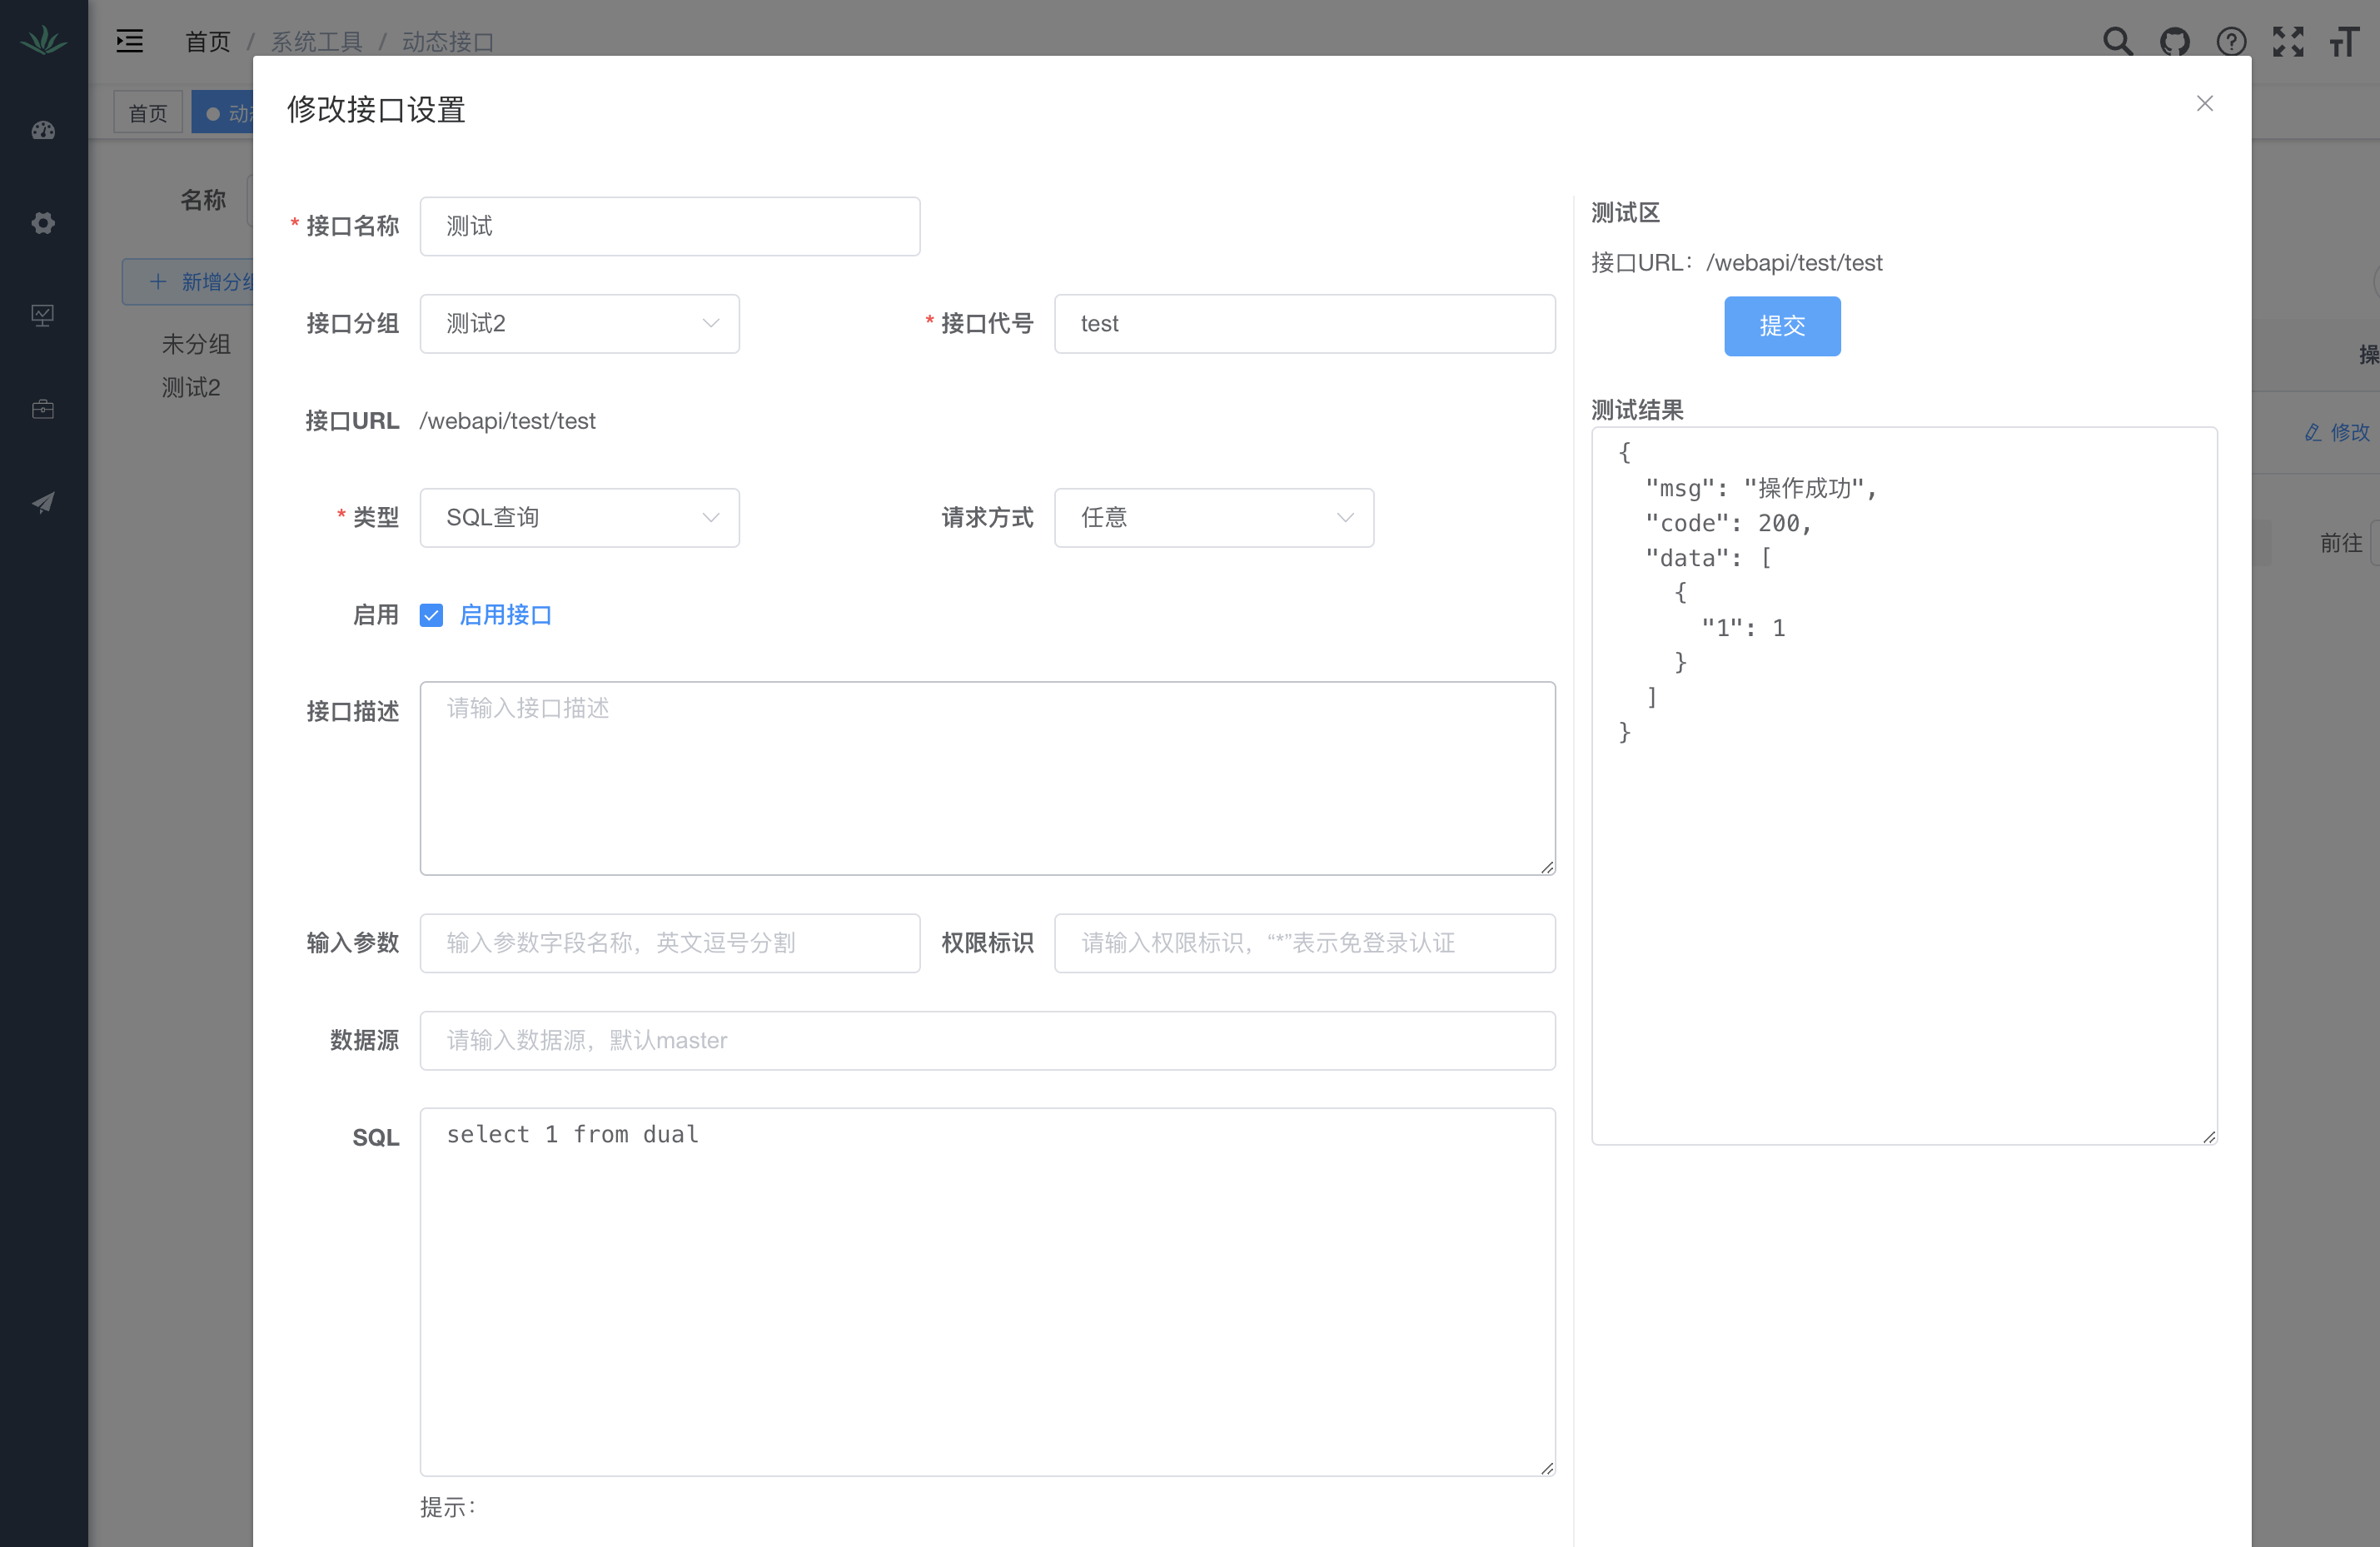 首页 / 系统工具 / 动态接口
首页
名称
新增分组
未分组
测试2
修改接口设置
* 接口名称 测试
接口分组 测试2 * 接口代号 test
接口URL /webapi/test/test
* 类型 SQL查询 请求方式 任意
启用 启用接口
接口描述 请输入接口描述
输入参数 输入参数字段名称，英文逗号分割 权限标识 请输入权限标识，“*”表示免登录认证
数据源 请输入数据源，默认master
SQL select 1 from dual
提示：
测试区
接口URL：/webapi/test/test
提交
测试结果
{
"msg": "操作成功",
"code": 200,
"data": [
{
"1": 1
}
]
}
操
修改
前往